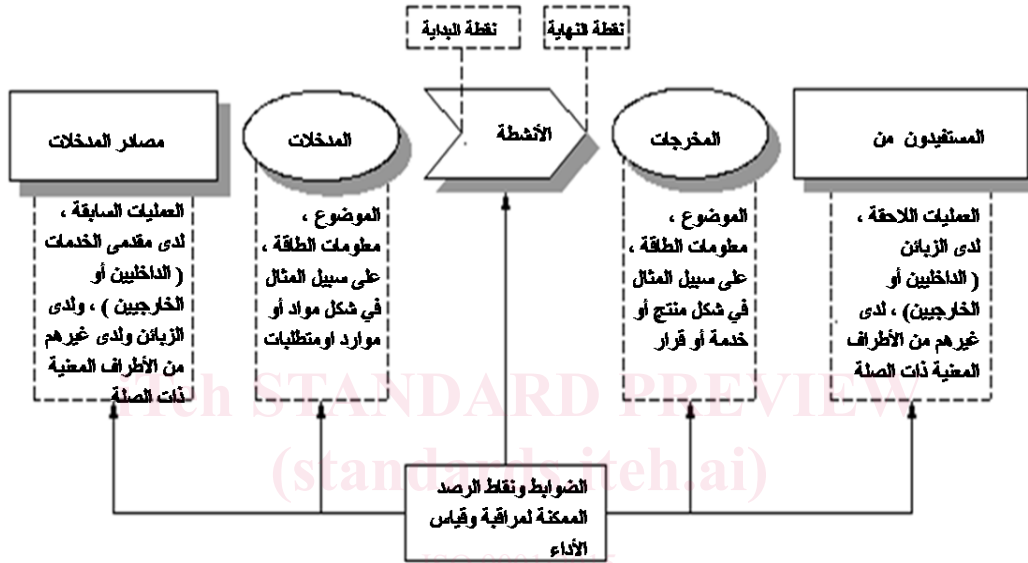 نقطة البداية
نقطة النهاية
مصادر المدخلات
المدخلات
الأنشطة
المخرجات
المستفيدون من
العمليات السابقة ،
لدى مقدمى الخدمات
( الداخليين أو
الخارجيين ) ، ولدى
الزبائن ولدى غيرهم
من الأطراف المعنية
ذات الصلة
الموضوع ،
معلومات الطاقة ،
على سبيل المثال
في شكل مواد أو
موارد اومتطلبات
الموضوع ،
معلومات الطاقة ،
على سبيل المثال
في شكل منتج أو
خدمة أو قرار
العمليات اللاحقة ،
لدى الزبائن
( الداخليين أو
الخارجيين) ، لدى
غيرهم من الأطراف
المعنية ذات الصلة
iTeh STANDARD PREVIEW
(standards.iteh.ai)
الضوابط ونقاط الرصد
الممكنة لمراقبة وقياس
الأداء